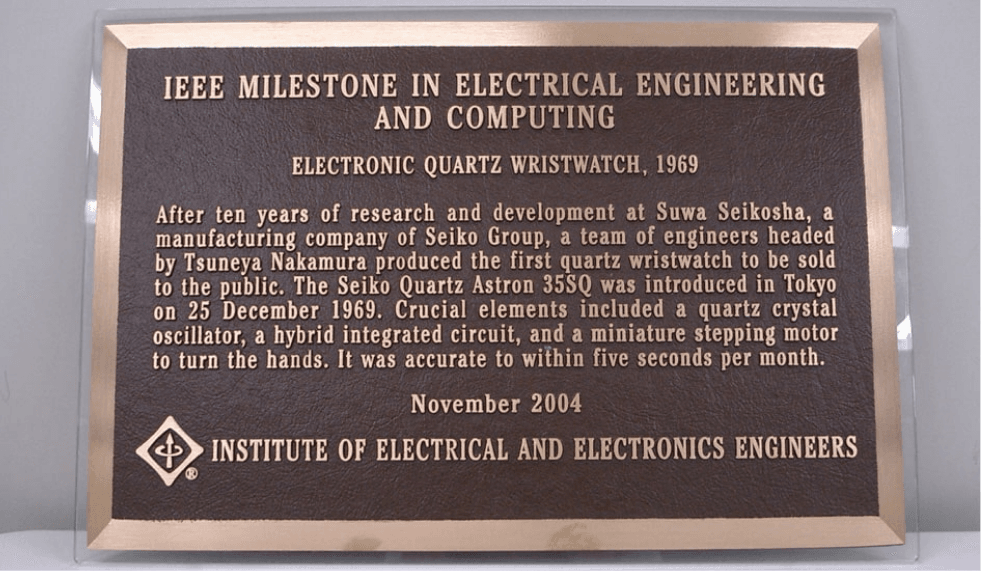 IEEE MILESTONE IN ELECTRICAL ENGINEERING
AND COMPUTING
ELECTRONIC QUARTZ WRISTWATCH, 1969
After ten years of research and development at Suwa Seikosha, a
manufacturing company of Seiko Group, a team of engineers headed
by Tsuneya Nakamura produced the first quartz wristwatch to be sold
to the public. The Seiko Quartz Astron 35SQ was introduced in Tokyo
on 25 December 1969. Crucial elements included a quartz crystal
oscillator, a hybrid integrated circuit, and a miniature stepping motor
to turn the hands. It was accurate to within five seconds per month.
November 2004
® INSTITUTE OF ELECTRICAL AND ELECTRONICS ENGINEERS